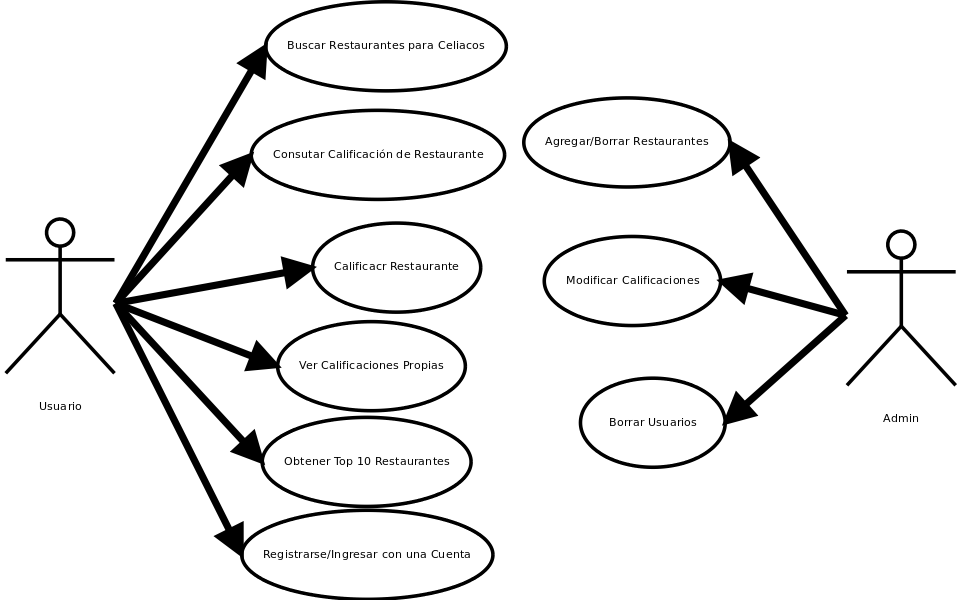 Buscar Restaurantes para Celiacos
Consutar Calificación de Restaurante
Calificacr Restaurante
Ver Calificaciones Propias
Obtener Top 10 Restaurantes
Registrarse/Ingresar con una Cuenta
Usuario
Agregar/Borrar Restaurantes
Modificar Calificaciones
Borrar Usuarios
Admin